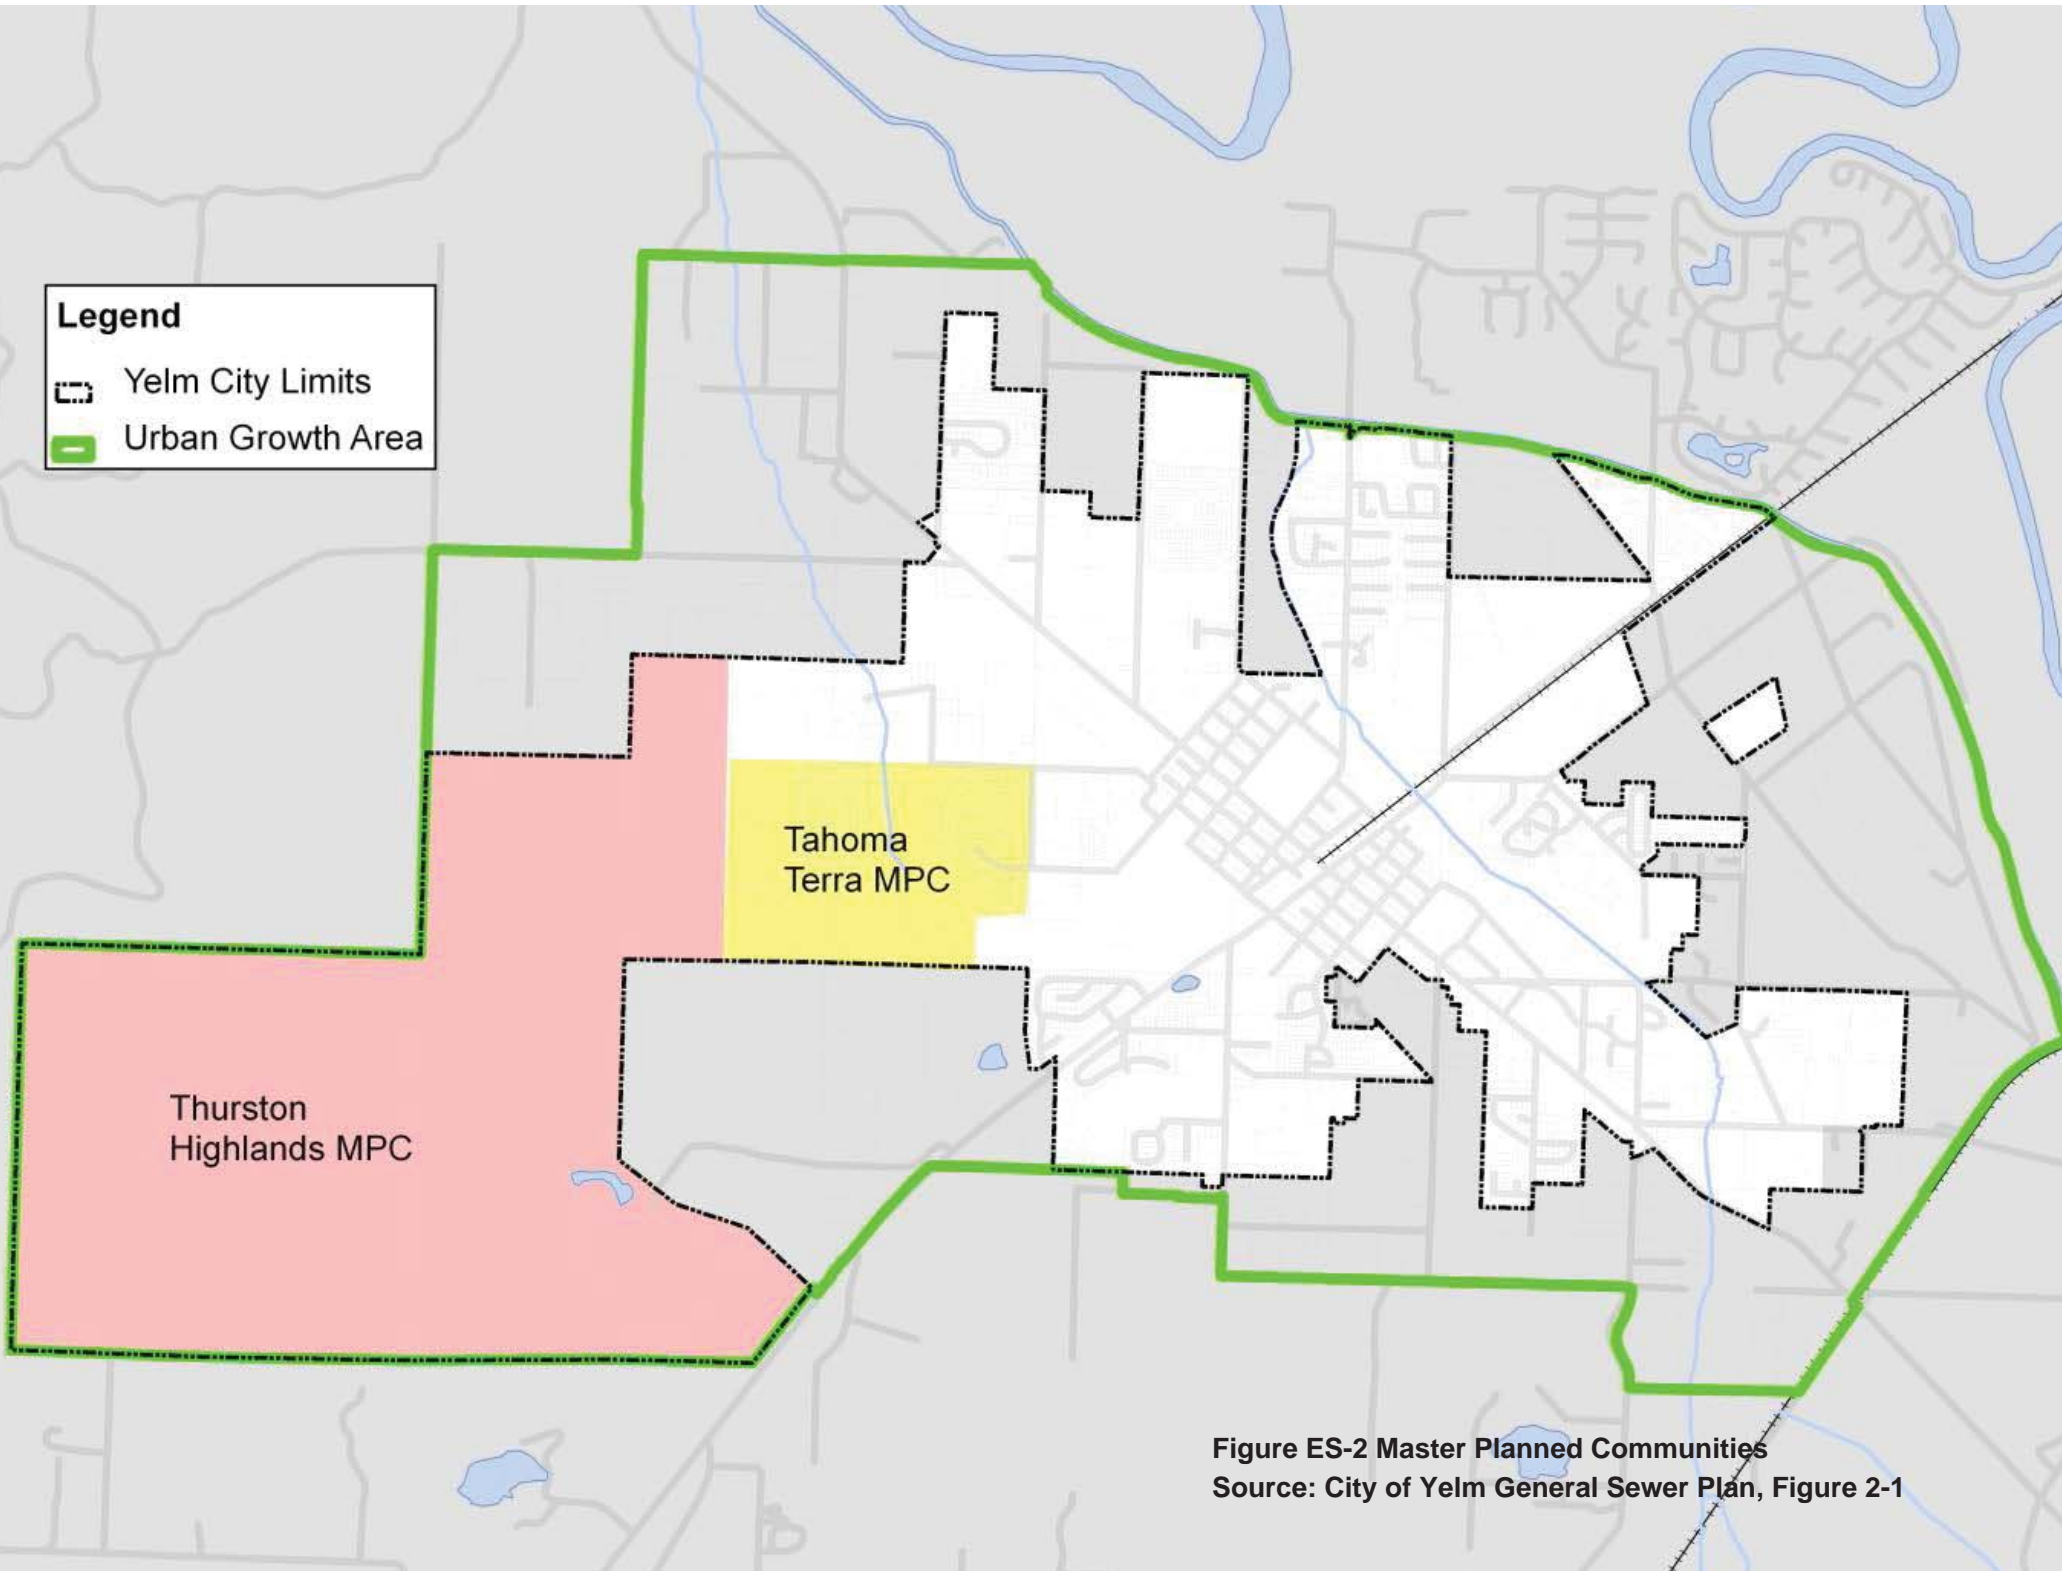 Legend
Yelm City Limits
Urban Growth Area
Tahoma
Terra MPC
Thurston
Highlands MPC
Figure ES-2 Master Planned Communities
Source: City of Yelm General Sewer Plan, Figure 2-1